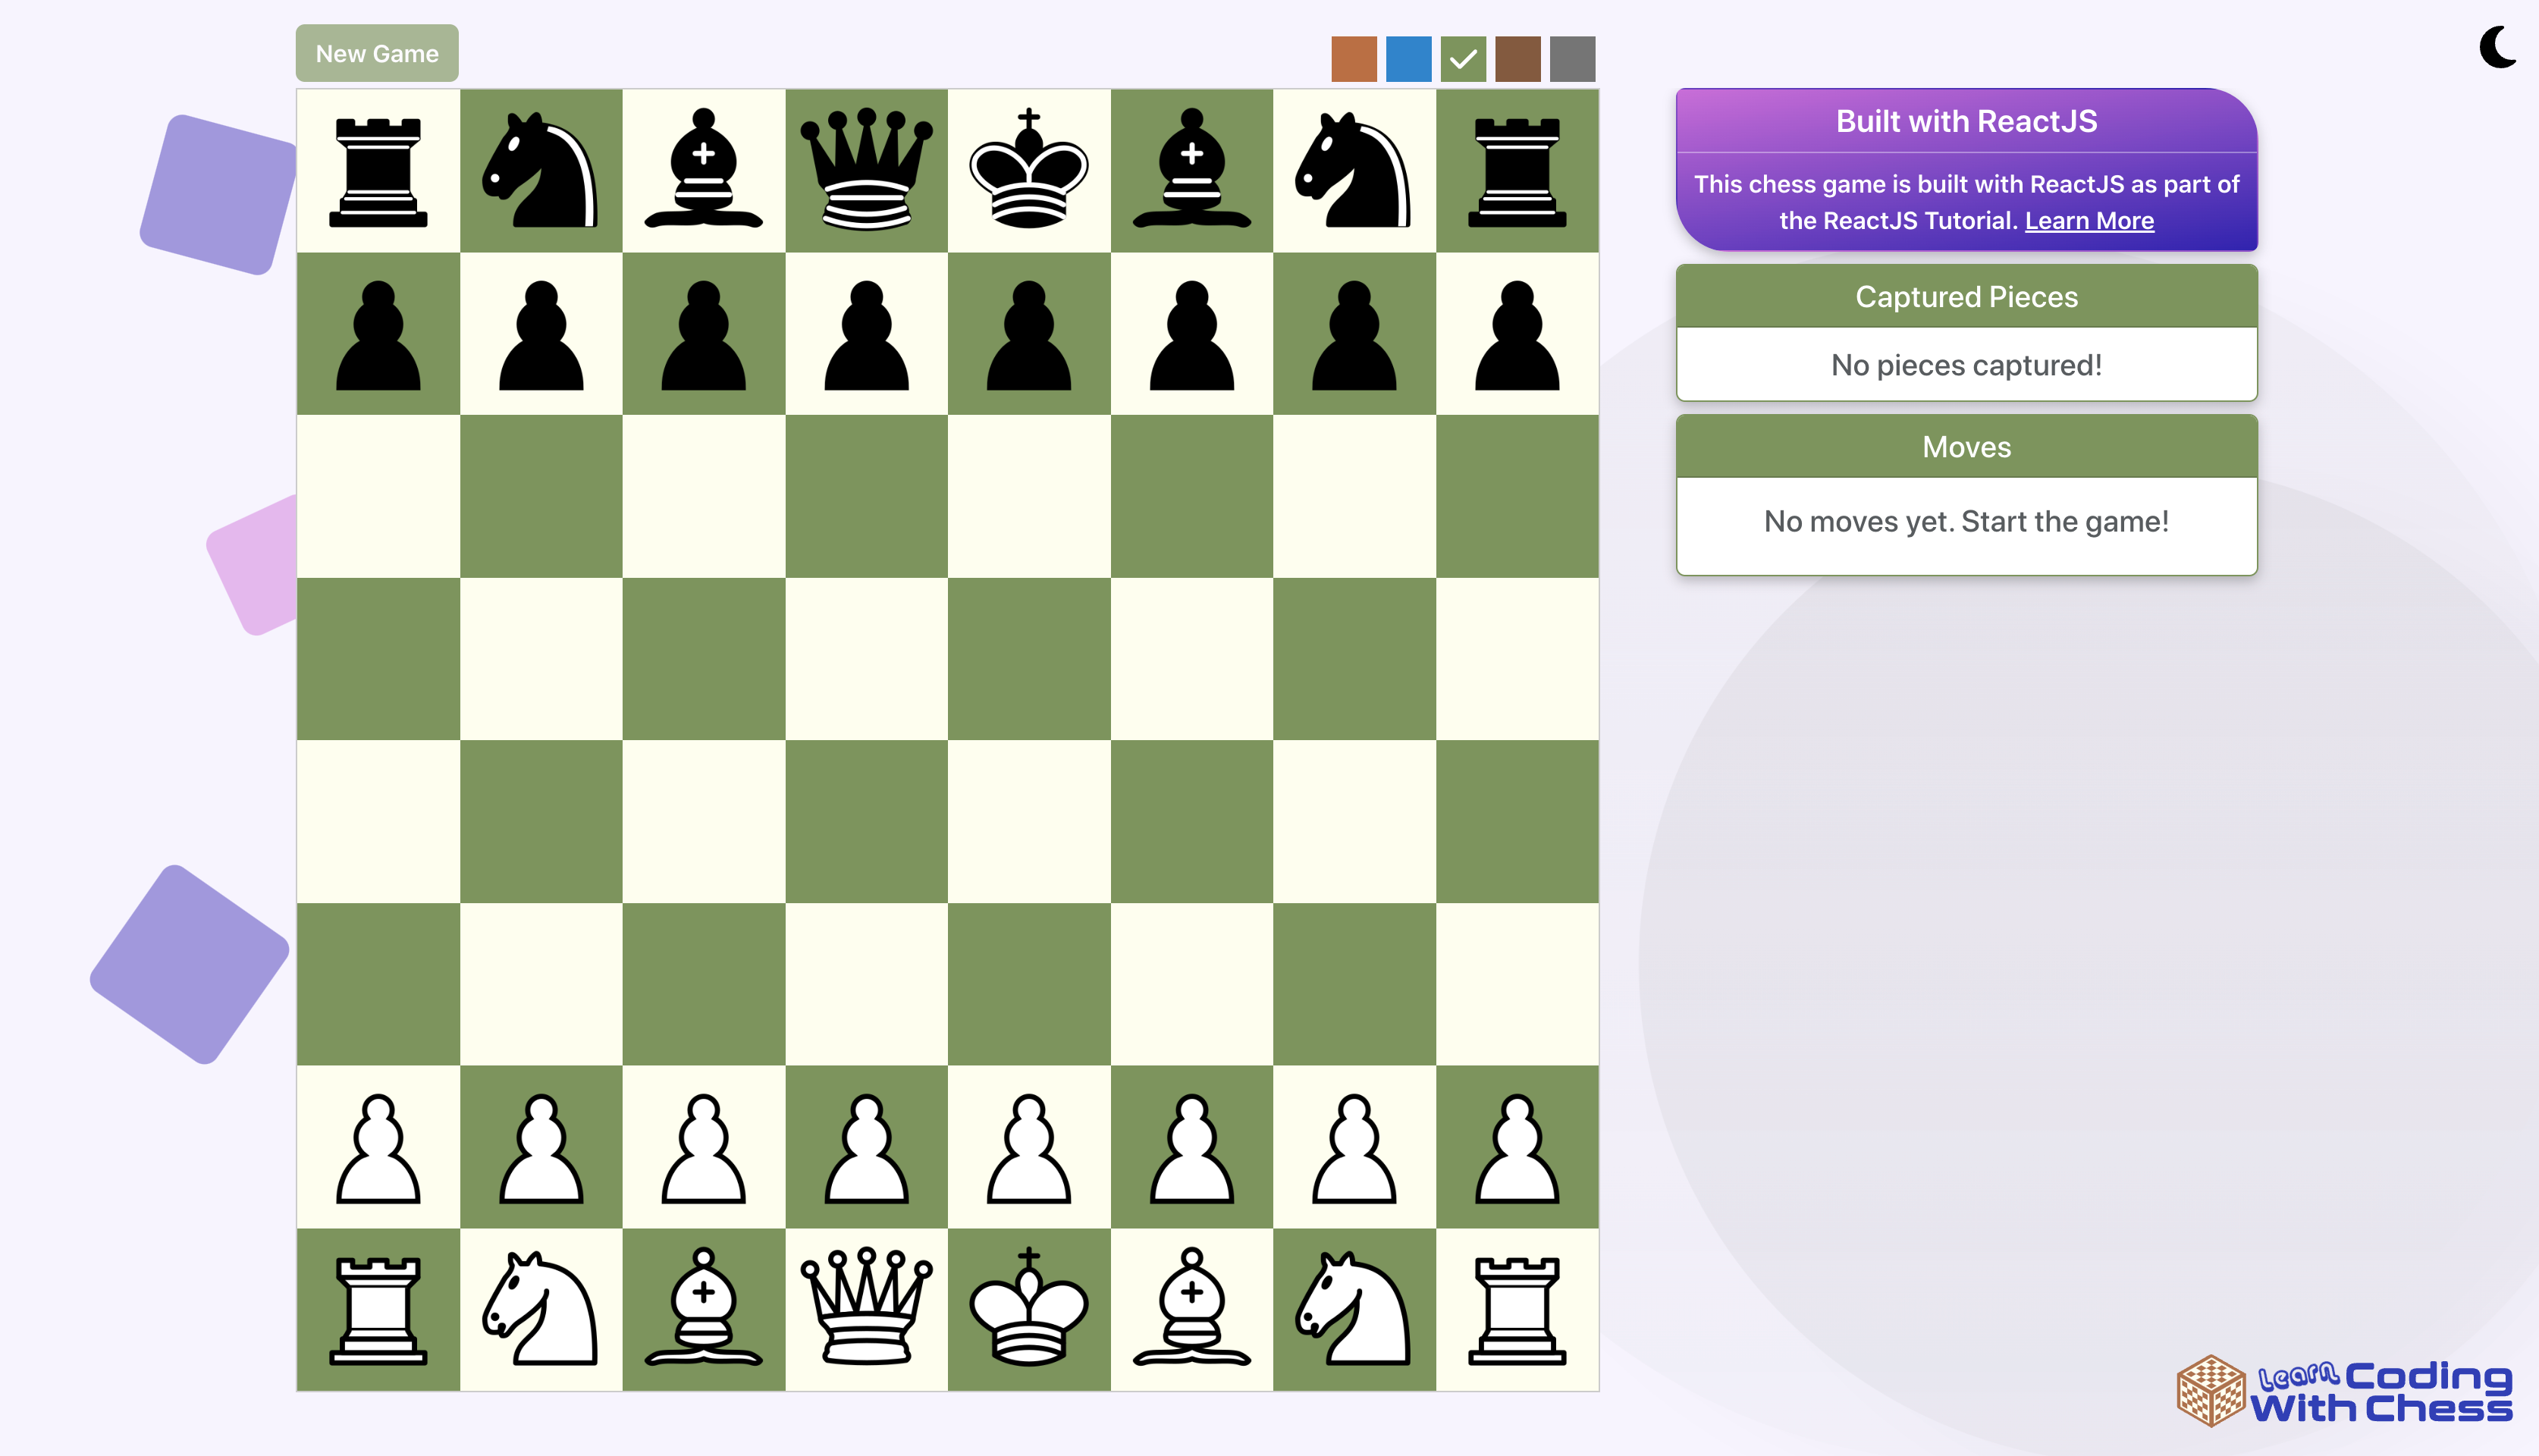 New Game
Built with ReactJS
This chess game is built with ReactJS as part of
the ReactJS Tutorial. Learn More
Captured Pieces
No pieces captured!
Moves
No moves yet. Start the game!
Learn Coding
With Chess